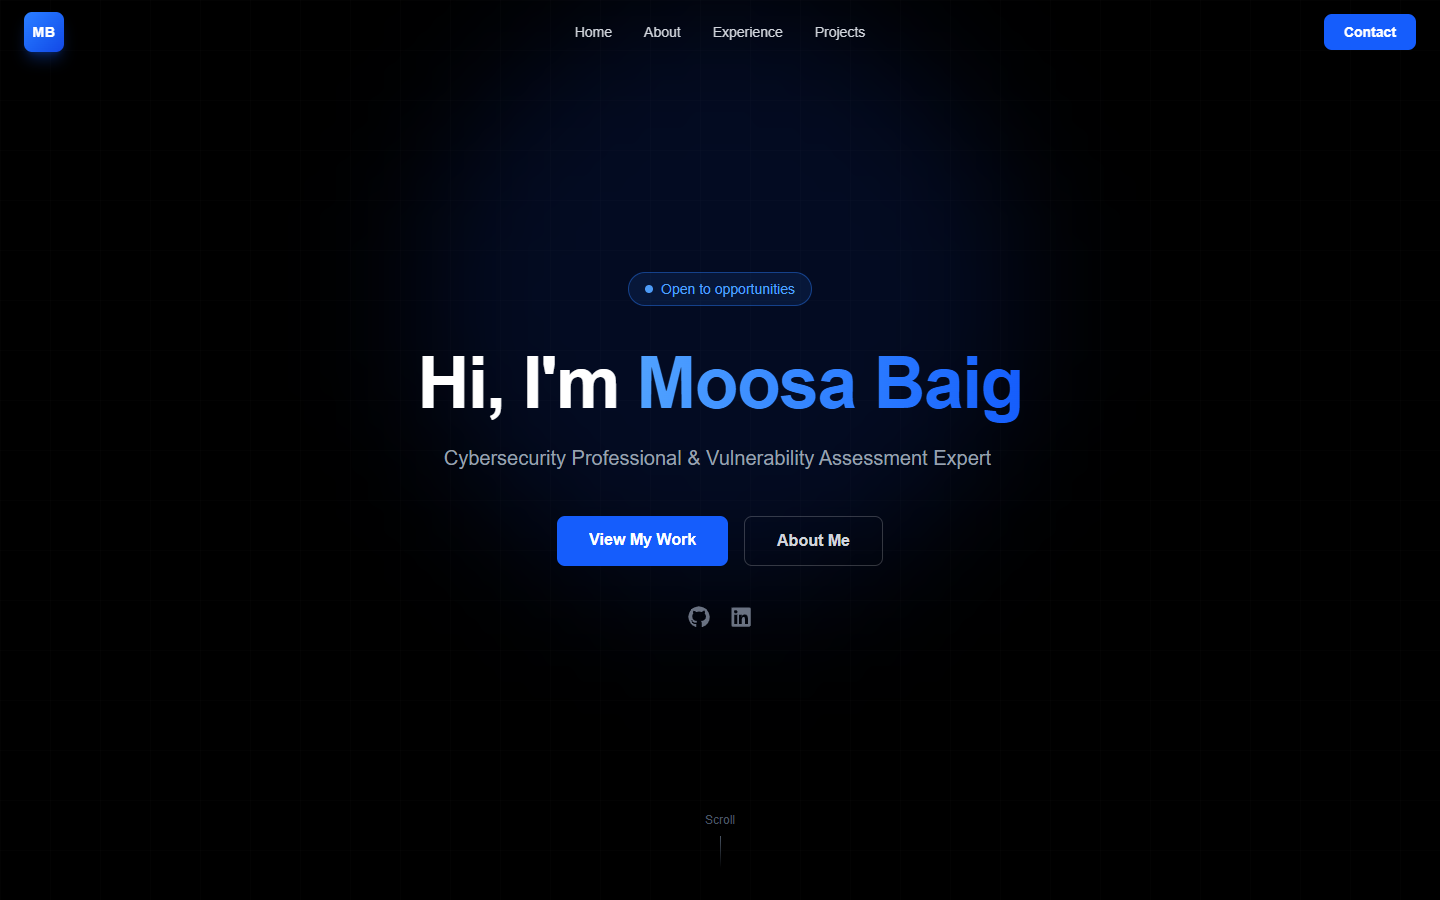 MB
Home
About
Experience
Projects
Contact
Open to opportunities
Hi, I'm Moosa Baig
Cybersecurity Professional & Vulnerability Assessment Expert
View My Work
About Me
Scroll